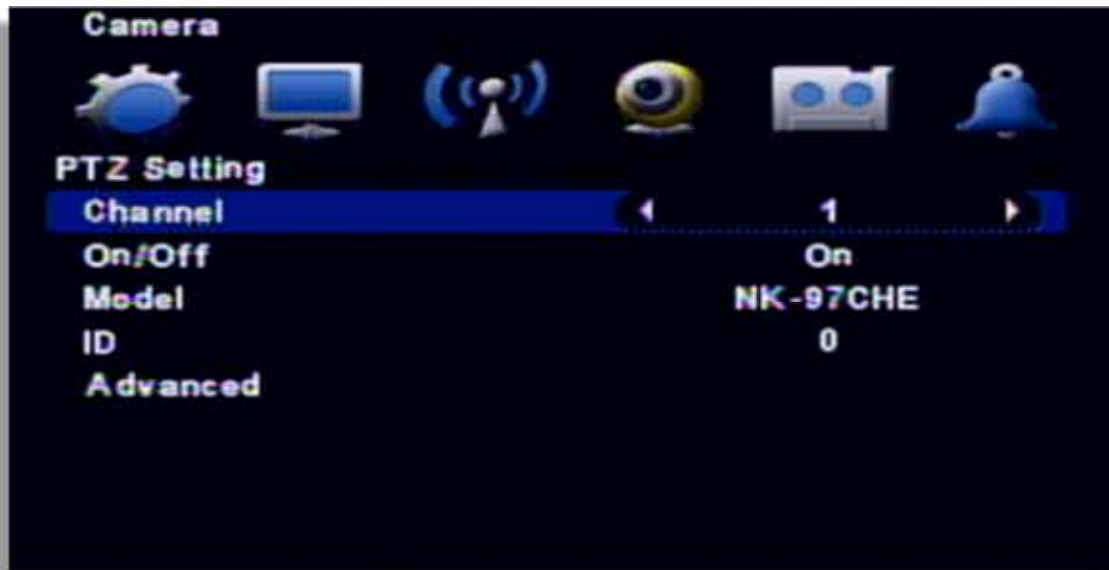 Camera
PTZ Setting
Channel 1
On/Off On
Model NK-97CHE
ID 0
Advanced